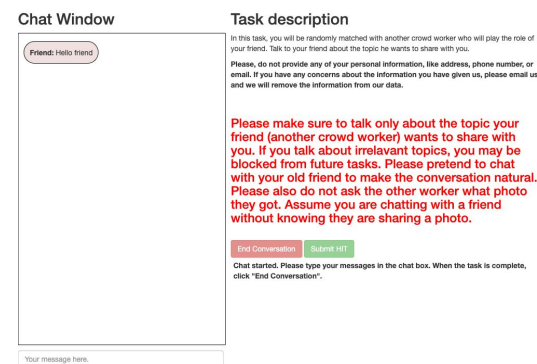 Chat Window
Friend: Hello friend
Your message here.
Task description
In this task, you will be randomly matched with another crowd worker who will play the role of
your friend. Talk to your friend about the topic he wants to share with you.
Please, do not provide any of your personal information, like address, phone number, or
email. If you have any concerns about the information you have given us, please email us
and we will remove the information from our data.
Please make sure to talk only about the topic your
friend (another crowd worker) wants to share with
you. If you talk about irrelavant topics, you may be
blocked from future tasks. Please pretend to chat
with your old friend to make the conversation natural.
Please also do not ask the other worker what photo
they got. Assume you are chatting with a friend
without knowing they are sharing a photo.
End Conversation Submit HIT
Chat started. Please type your messages in the chat box. When the task is complete,
click "End Conversation".